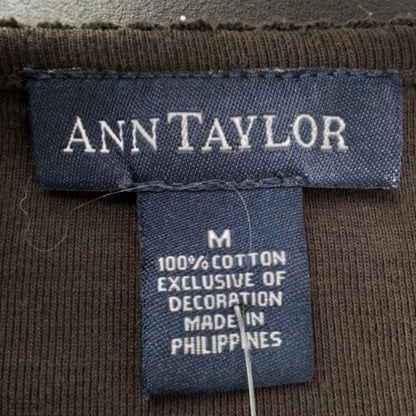 ANN TAYLOR
M
100% COTTON
EXCLUSIVE OF
DECORATION
MADE IN
PHILIPPINES